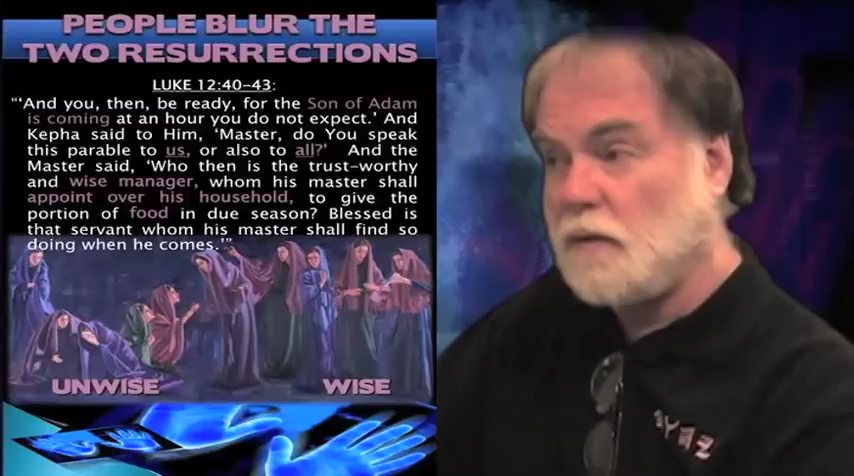 PEOPLE BLUR THE
TWO RESURRECTIONS
LUKE 12:40-43:
“‘And you, then, be ready, for the Son of Adam
is coming at an hour you do not expect.’ And
Kepha said to Him, ‘Master, do You speak
this parable to us, or also to all?’ And the
Master said, ‘Who then is the trust-worthy
and wise manager, whom his master shall
appoint over his household, to give the
portion of food in due season? Blessed is
that servant whom his master shall find so
doing when he comes.’”
UNWISE
WISE